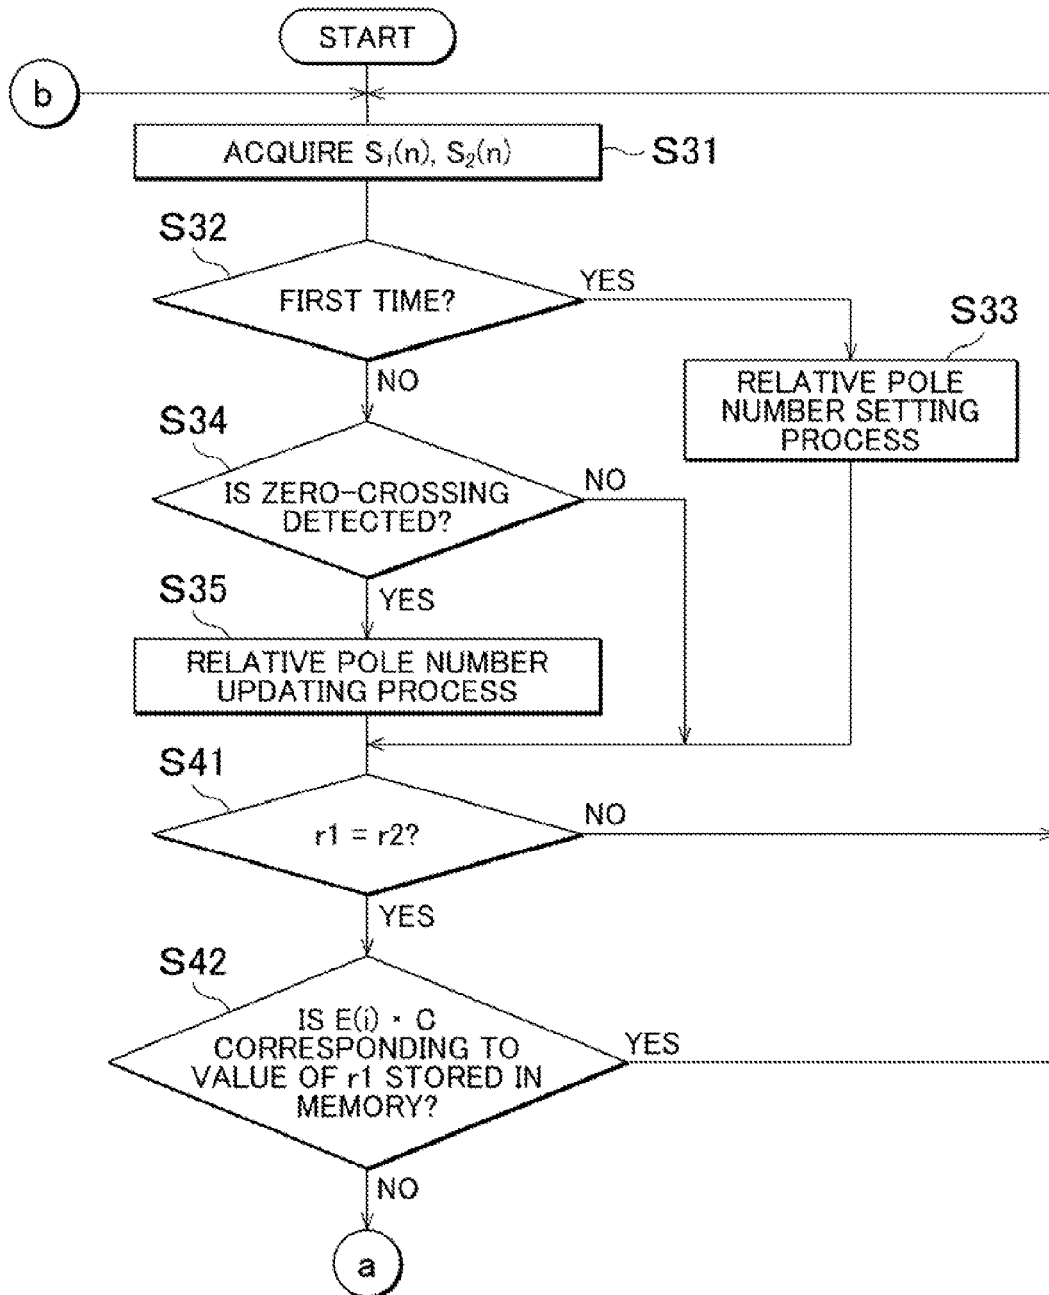 START
b
ACQUIRE S₁(n), S₂(n)
S31
S32
FIRST TIME?
YES
NO
S33
RELATIVE POLE
NUMBER SETTING
PROCESS
S34
IS ZERO-CROSSING
DETECTED?
NO
YES
S35
RELATIVE POLE NUMBER
UPDATING PROCESS
S41
r1 = r2?
NO
YES
S42
IS E(i) · C
CORRESPONDING TO
VALUE OF r1 STORED IN
MEMORY?
YES
NO
a